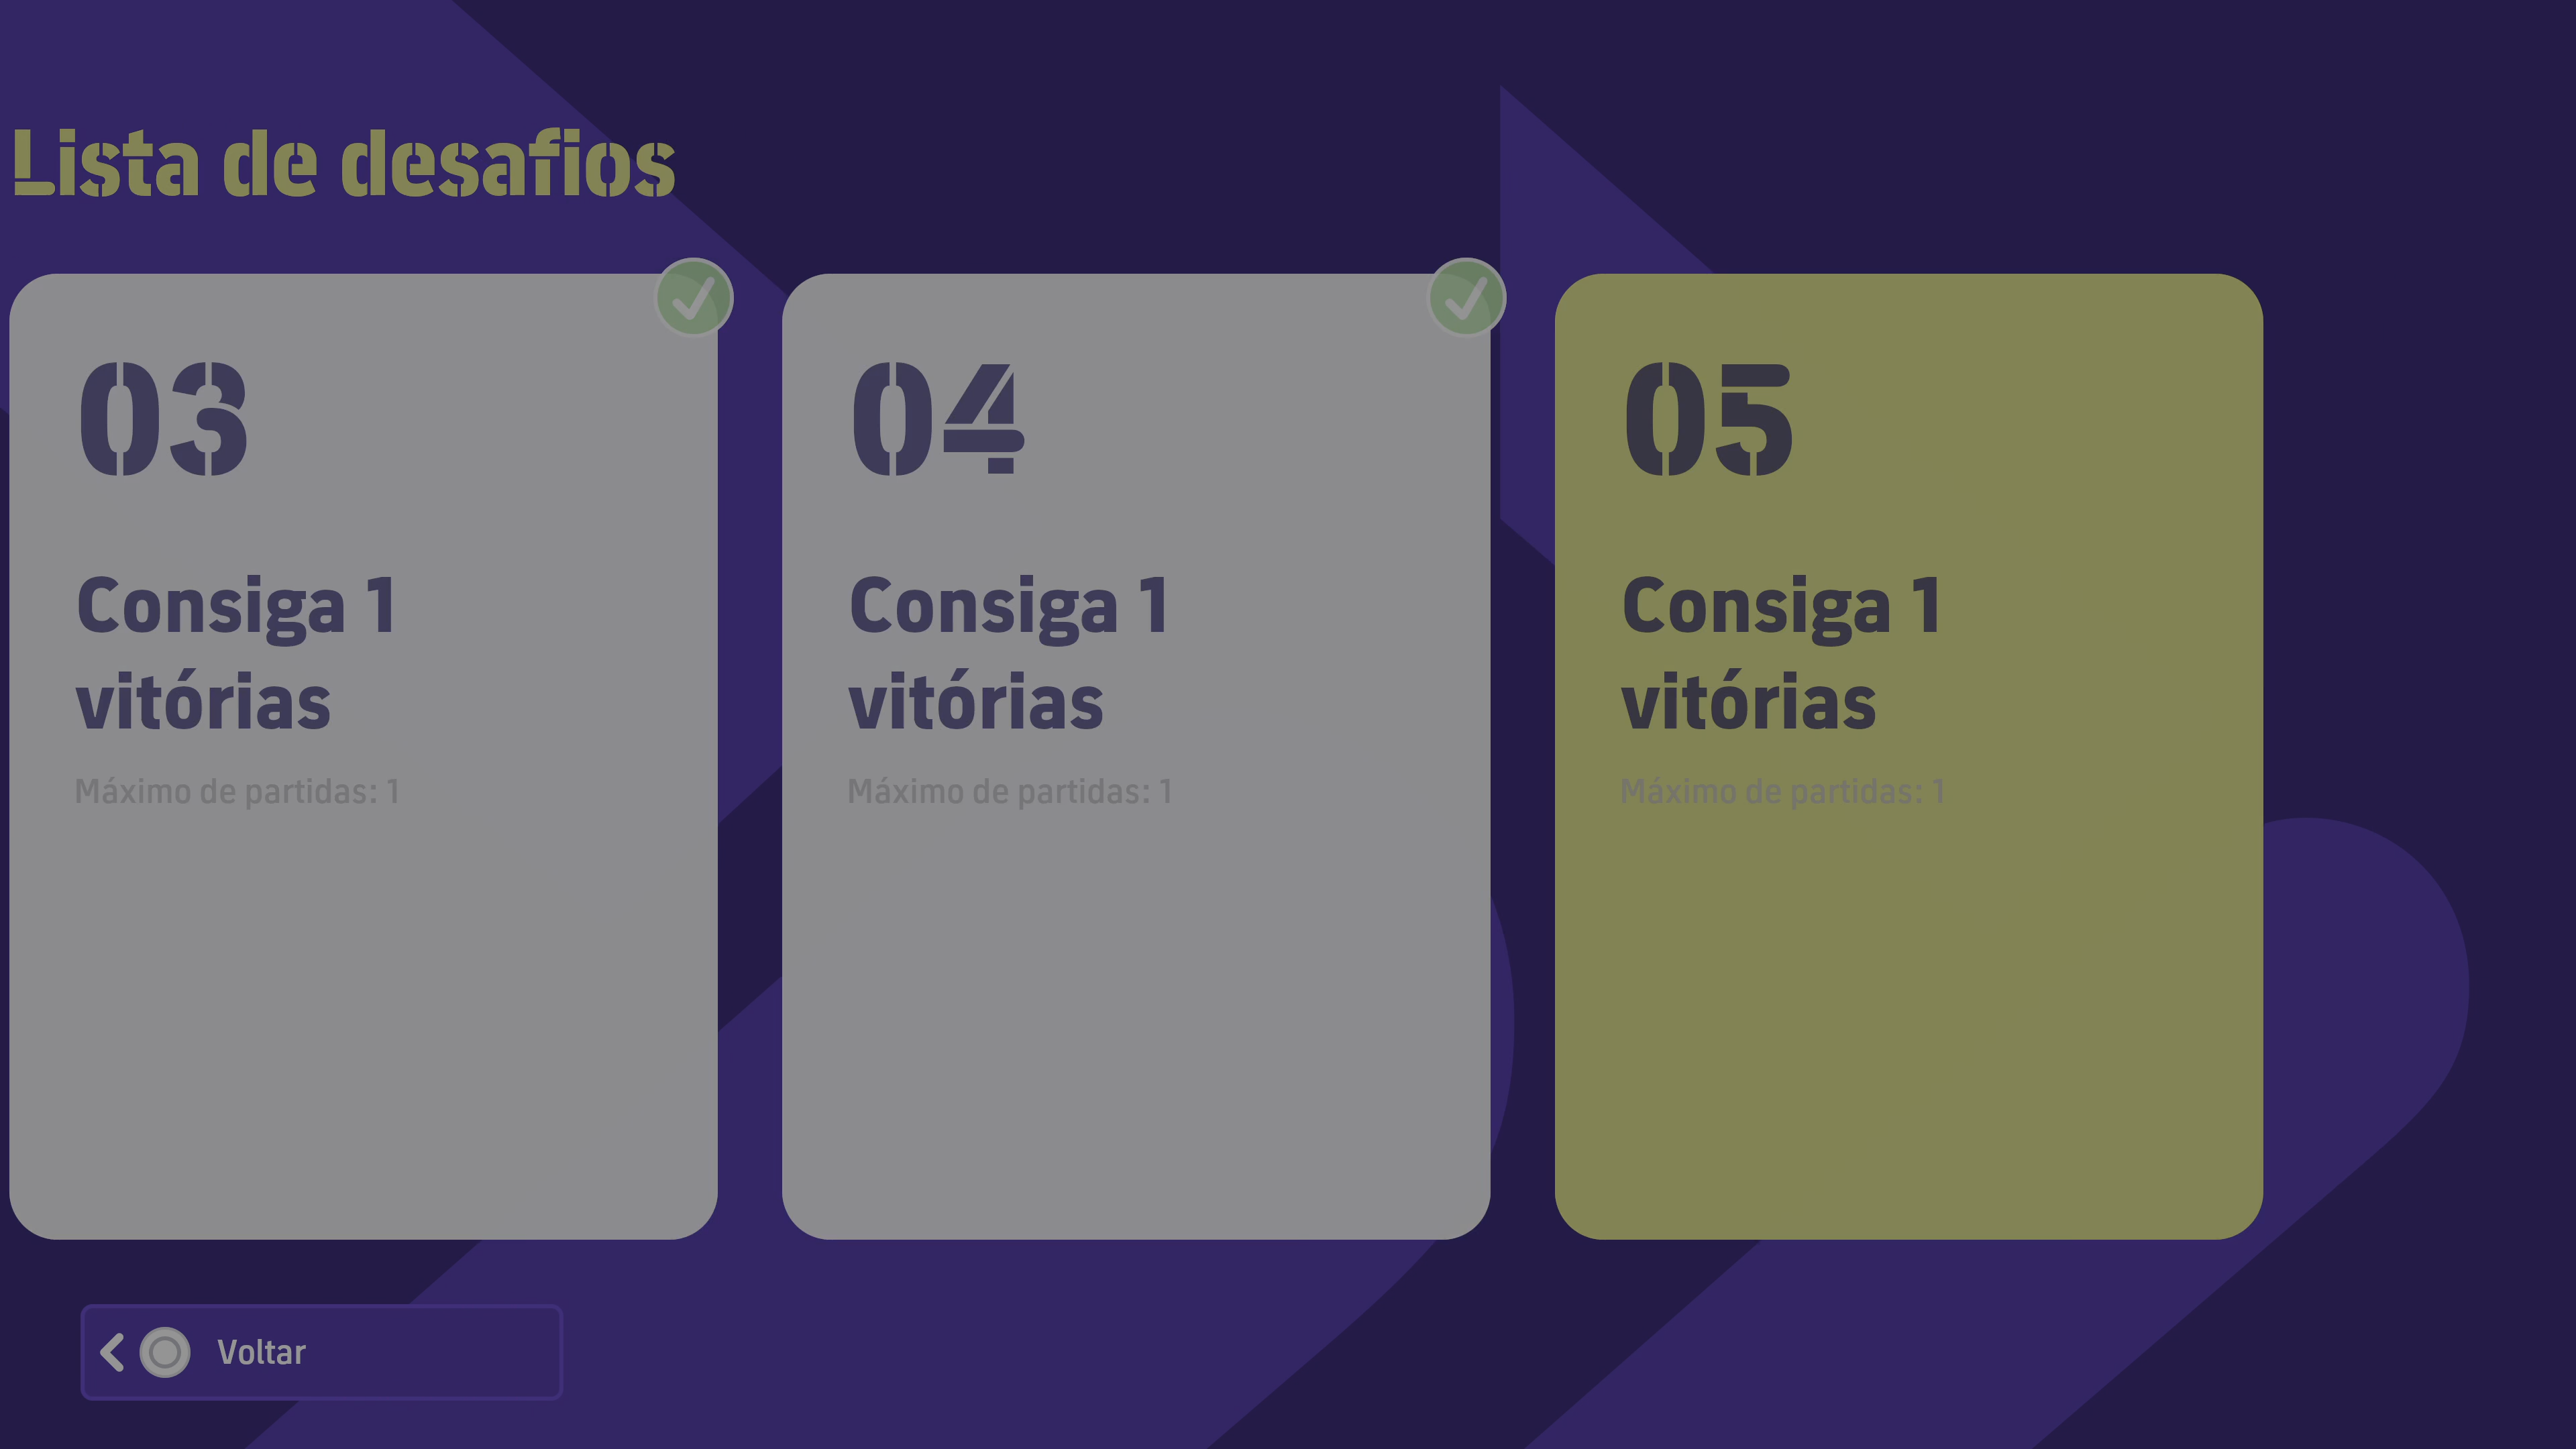 Lista de desafios
03
Consiga 1
vitórias
Máximo de partidas: 1
04
Consiga 1
vitórias
Máximo de partidas: 1
05
Consiga 1
vitórias
Máximo de partidas: 1
Voltar